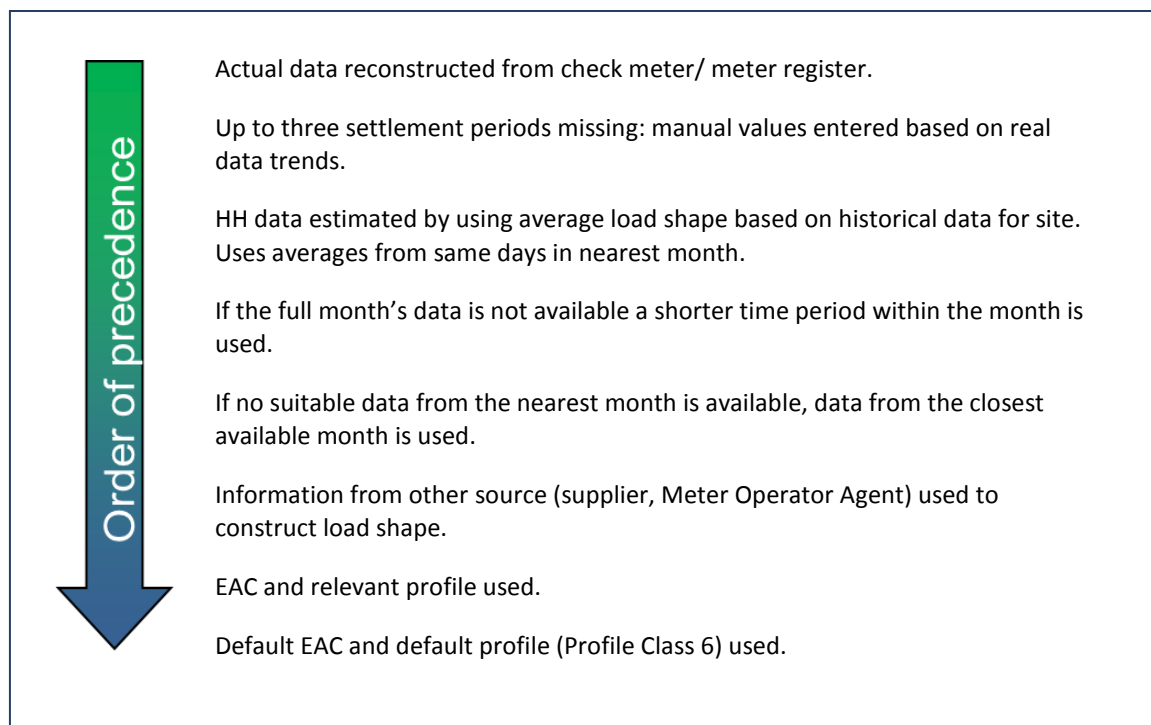 Order of precedence
Actual data reconstructed from check meter/ meter register.
Up to three settlement periods missing: manual values entered based on real
data trends.
HH data estimated by using average load shape based on historical data for site.
Uses averages from same days in nearest month.
If the full month’s data is not available a shorter time period within the month is
used.
If no suitable data from the nearest month is available, data from the closest
available month is used.
Information from other source (supplier, Meter Operator Agent) used to
construct load shape.
EAC and relevant profile used.
Default EAC and default profile (Profile Class 6) used.